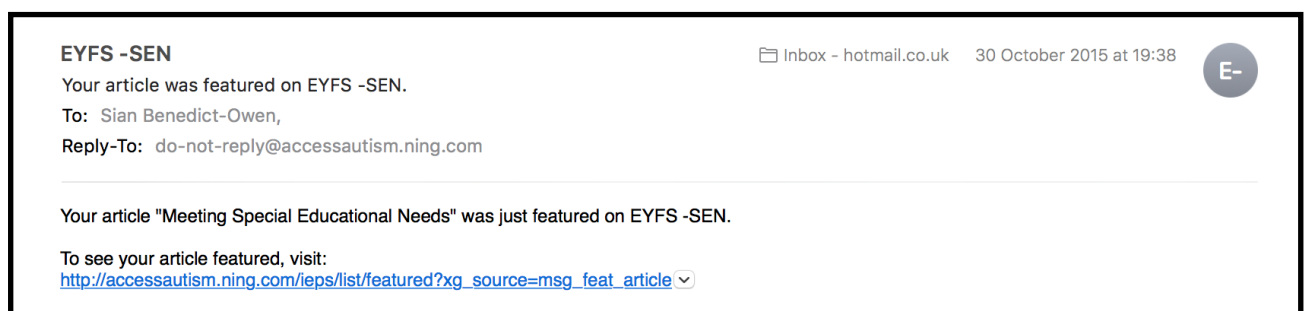 EYFS -SEN
Inbox - hotmail.co.uk 30 October 2015 at 19:38
E-
Your article was featured on EYFS -SEN.
To: Sian Benedict-Owen,
Reply-To: do-not-reply@accessautism.ning.com
Your article "Meeting Special Educational Needs" was just featured on EYFS -SEN.
To see your article featured, visit:
http://accessautism.ning.com/ieps/list/featured?xg_source=msg_feat_article